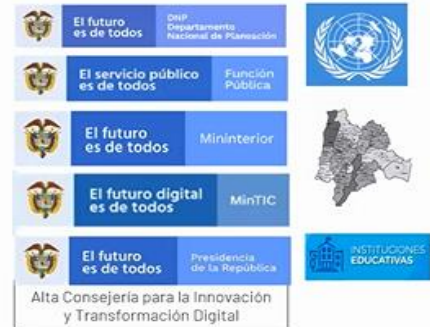 El futuro
es de todos
DNP
Departamento
Nacional de Planeación
El servicio público
es de todos
Función
Pública
El futuro
es de todos
Mininterior
El futuro digital
es de todos
MinTIC
El futuro
es de todos
Presidencia
de la República
Alta Consejería para la Innovación
y Transformación Digital
INSTITUCIONES
EDUCATIVAS